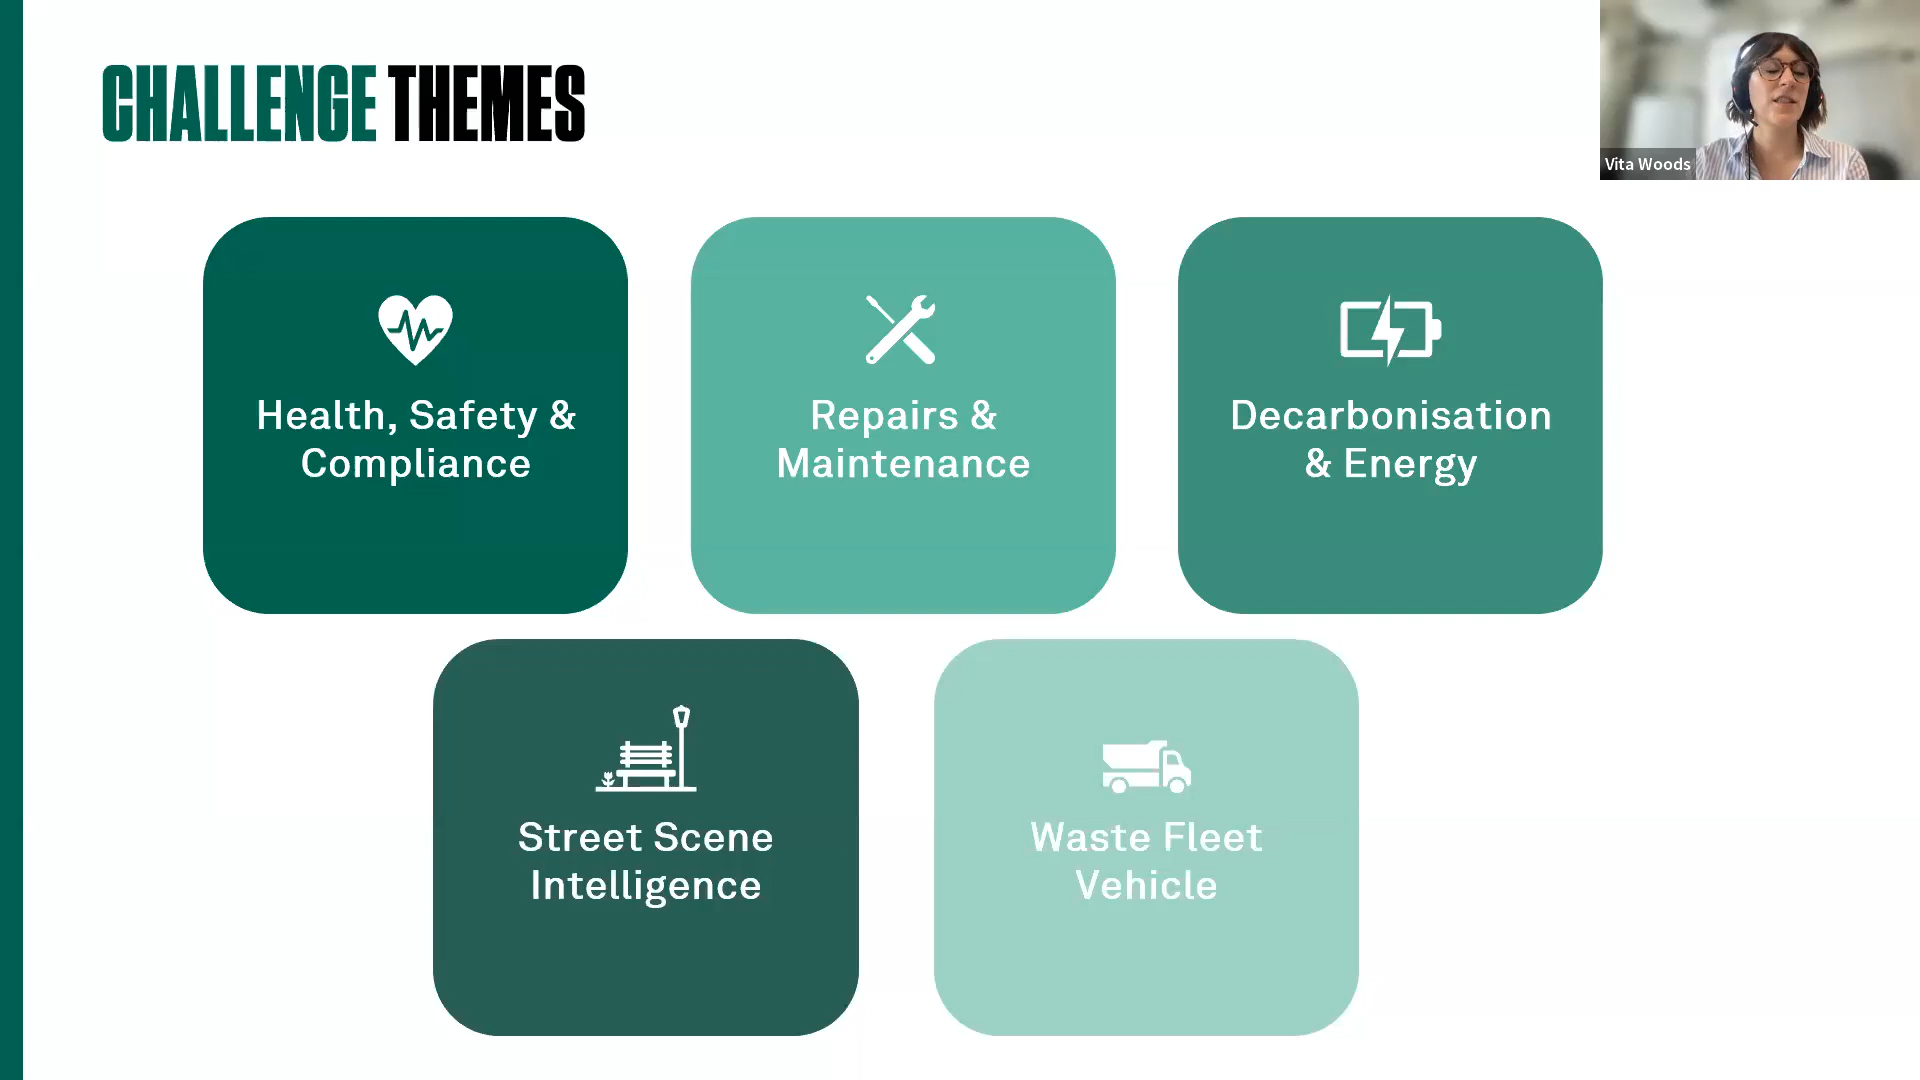 CHALLENGE THEMES
Vita Woods
Health, Safety &
Compliance
Repairs &
Maintenance
Decarbonisation
& Energy
Street Scene
Intelligence
Waste Fleet
Vehicle